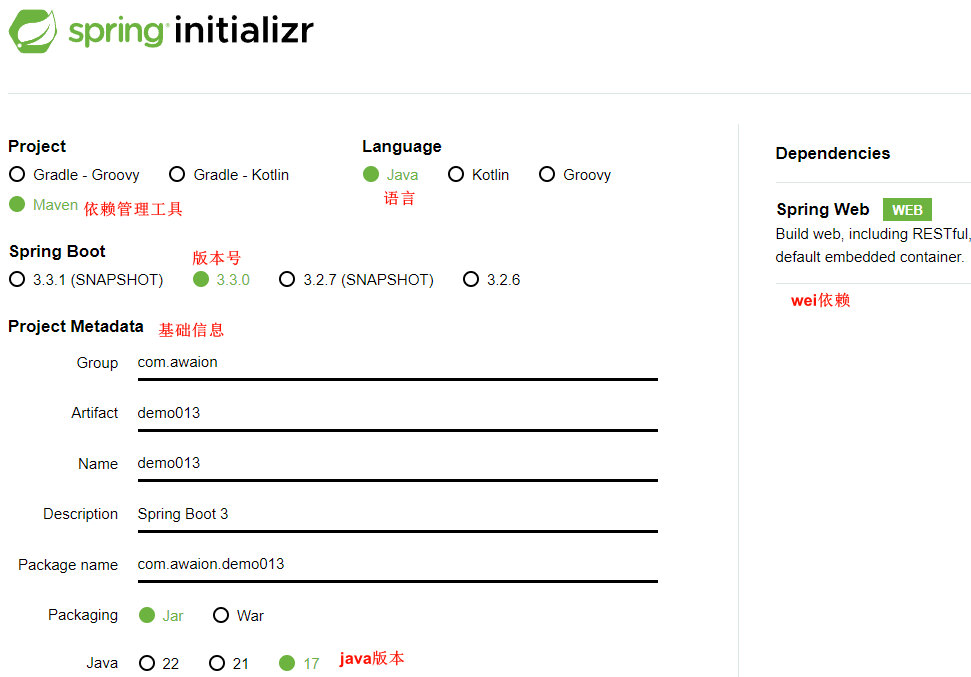 spring initializr
Project
Gradle - Groovy Gradle - Kotlin
Maven 依赖管理工具
Language
Java Kotlin Groovy
语言
Spring Boot
版本号
3.3.1 (SNAPSHOT) 3.3.0 3.2.7 (SNAPSHOT) 3.2.6
Project Metadata 基础信息
Group com.awaion
Artifact demo013
Name demo013
Description Spring Boot 3
Package name com.awaion.demo013
Packaging Jar War
Java 22 21 17 java版本
Dependencies
Spring Web WEB
Build web, including RESTful,
default embedded container.
wei依赖